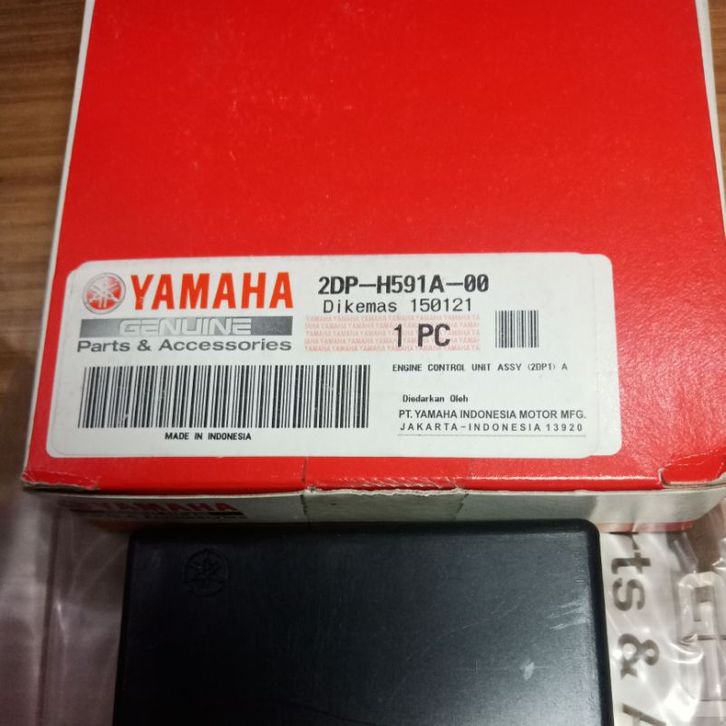 YAMAHA
GENUINE
Parts & Accessories
2DP-H591A-00
Dikemas 150121
1 PC
ENGINE CONTROL UNIT ASSY (2DP1) A
Diedarkan Oleh
PT. YAMAHA INDONESIA MOTOR MFG.
JAKARTA-INDONESIA 13920
MADE IN INDONESIA
rts &